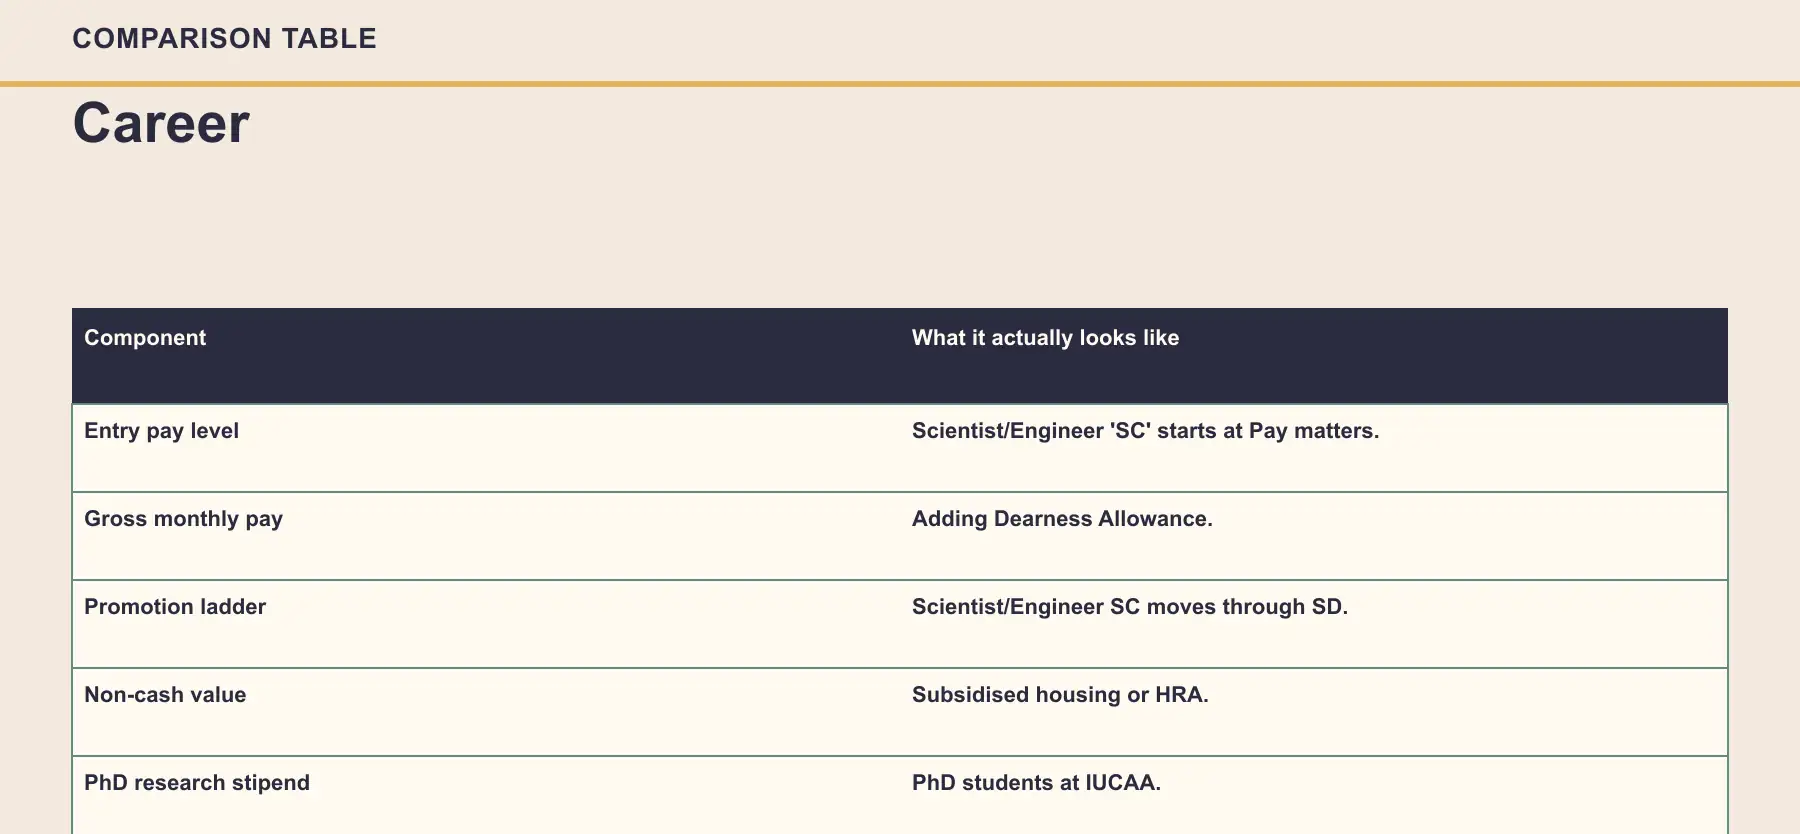 COMPARISON TABLE
Career
Component
What it actually looks like
Entry pay level
Scientist/Engineer 'SC' starts at Pay matters.
Gross monthly pay
Adding Dearness Allowance.
Promotion ladder
Scientist/Engineer SC moves through SD.
Non-cash value
Subsidised housing or HRA.
PhD research stipend
PhD students at IUCAA.